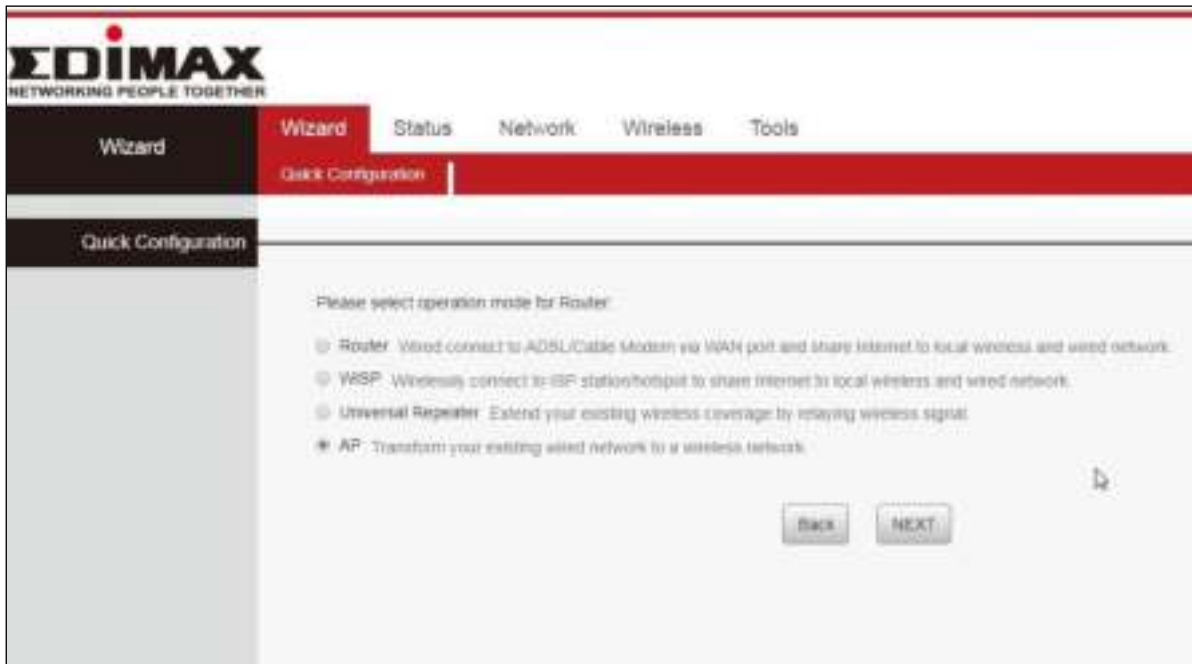 EDIMAX
NETWORKING PEOPLE TOGETHER
Wizard
Wizard Status Network Wireless Tools
Quick Configuration
Quick Configuration
Please select operation mode for Router:
Router Wired connect to ADSL/Cable Modem via WAN port and share Internet to local wireless and wired network.
WISP Wirelessly connect to ISP station/hotspot to share Internet to local wireless and wired network.
Universal Repeater Extend your existing wireless coverage by relaying wireless signal.
AP Transform your existing wired network to a wireless network.
Back NEXT